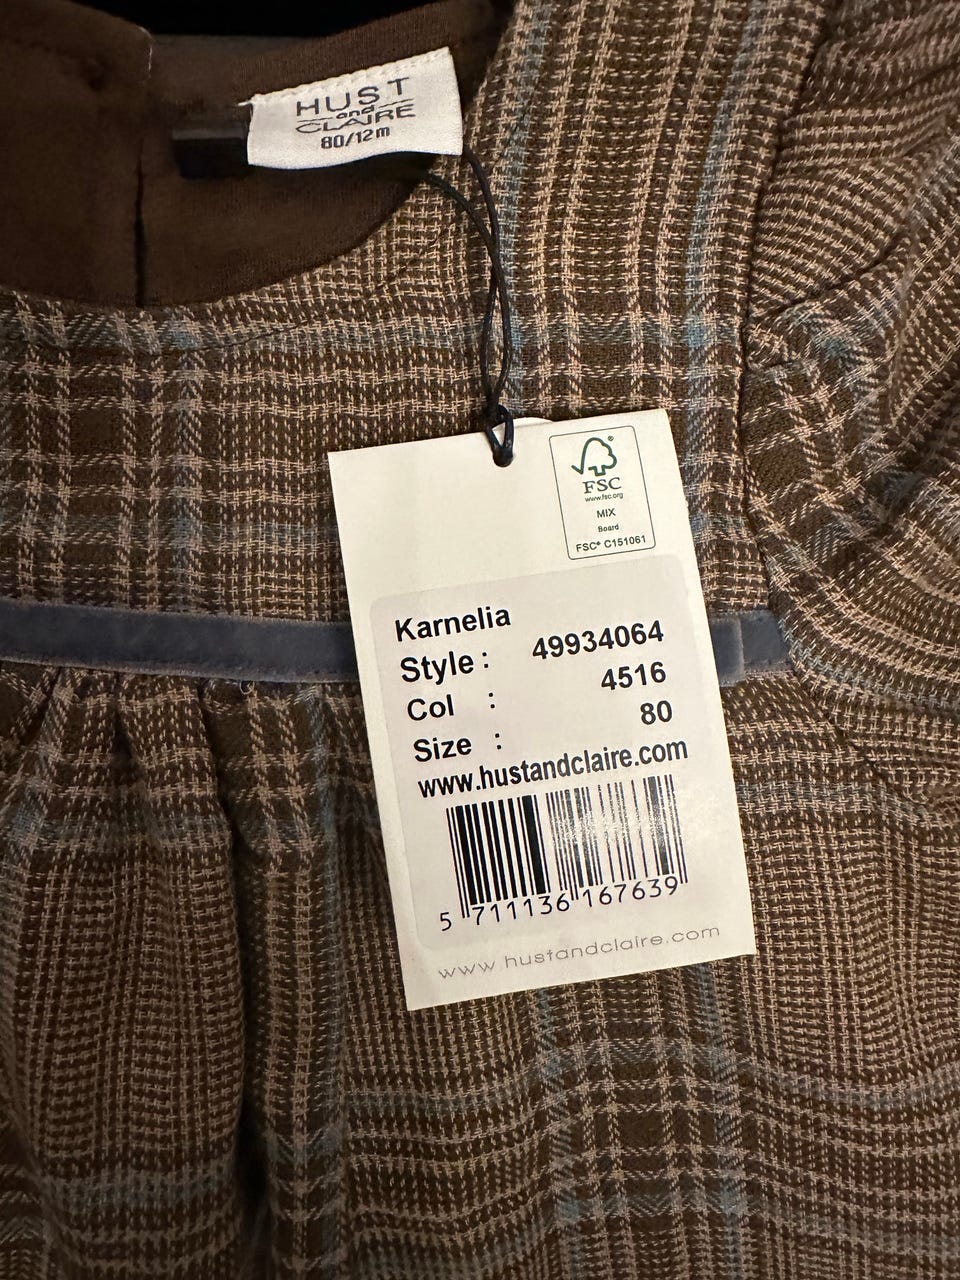 HUST
and
CLAIRE
80/12m
FSC®
www.fsc.org
MIX
Board
FSC® C151061
Karnelia
Style : 49934064
Col : 4516
Size : 80
www.hustandclaire.com
5 711136 167639
www hustandclaire.com